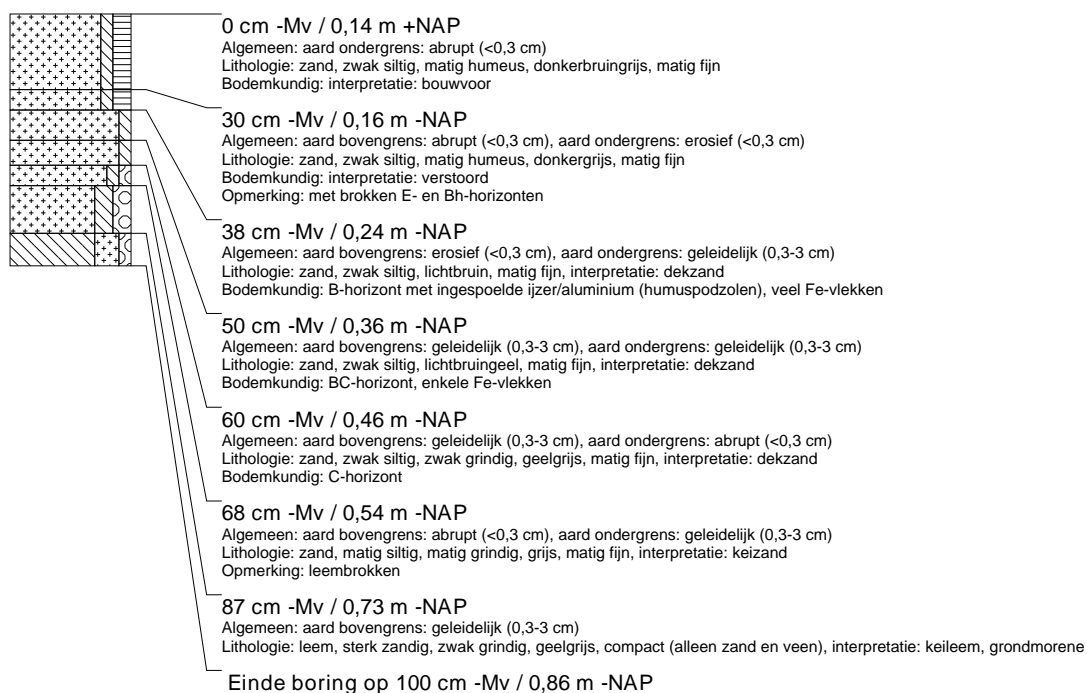 0 cm -Mv / 0,14 m +NAP
Algemeen: aard ondergrens: abrupt (<0,3 cm)
Lithologie: zand, zwak siltig, matig humeus, donkerbruingrijs, matig fijn
Bodemkundig: interpretatie: bouwvoor
30 cm -Mv / 0,16 m -NAP
Algemeen: aard bovengrens: abrupt (<0,3 cm), aard ondergrens: erosief (<0,3 cm)
Lithologie: zand, zwak siltig, matig humeus, donkergrijs, matig fijn
Bodemkundig: interpretatie: verstoord
Opmerking: met brokken E- en Bh-horizonten
38 cm -Mv / 0,24 m -NAP
Algemeen: aard bovengrens: erosief (<0,3 cm), aard ondergrens: geleidelijk (0,3-3 cm)
Lithologie: zand, zwak siltig, lichtbruin, matig fijn, interpretatie: dekzand
Bodemkundig: B-horizont met ingespoelde ijzer/aluminium (humuspodzolen), veel Fe-vlekken
50 cm -Mv / 0,36 m -NAP
Algemeen: aard bovengrens: geleidelijk (0,3-3 cm), aard ondergrens: geleidelijk (0,3-3 cm)
Lithologie: zand, zwak siltig, lichtbruingeel, matig fijn, interpretatie: dekzand
Bodemkundig: BC-horizont, enkele Fe-vlekken
60 cm -Mv / 0,46 m -NAP
Algemeen: aard bovengrens: geleidelijk (0,3-3 cm), aard ondergrens: abrupt (<0,3 cm)
Lithologie: zand, zwak siltig, zwak grindig, geelgrijs, matig fijn, interpretatie: dekzand
Bodemkundig: C-horizont
68 cm -Mv / 0,54 m -NAP
Algemeen: aard bovengrens: abrupt (<0,3 cm), aard ondergrens: geleidelijk (0,3-3 cm)
Lithologie: zand, matig siltig, matig grindig, grijs, matig fijn, interpretatie: keizand
Opmerking: leembrokken
87 cm -Mv / 0,73 m -NAP
Algemeen: aard bovengrens: geleidelijk (0,3-3 cm)
Lithologie: leem, sterk zandig, zwak grindig, geelgrijs, compact (alleen zand en veen), interpretatie: keileem, grondmorene
Einde boring op 100 cm -Mv / 0,86 m -NAP